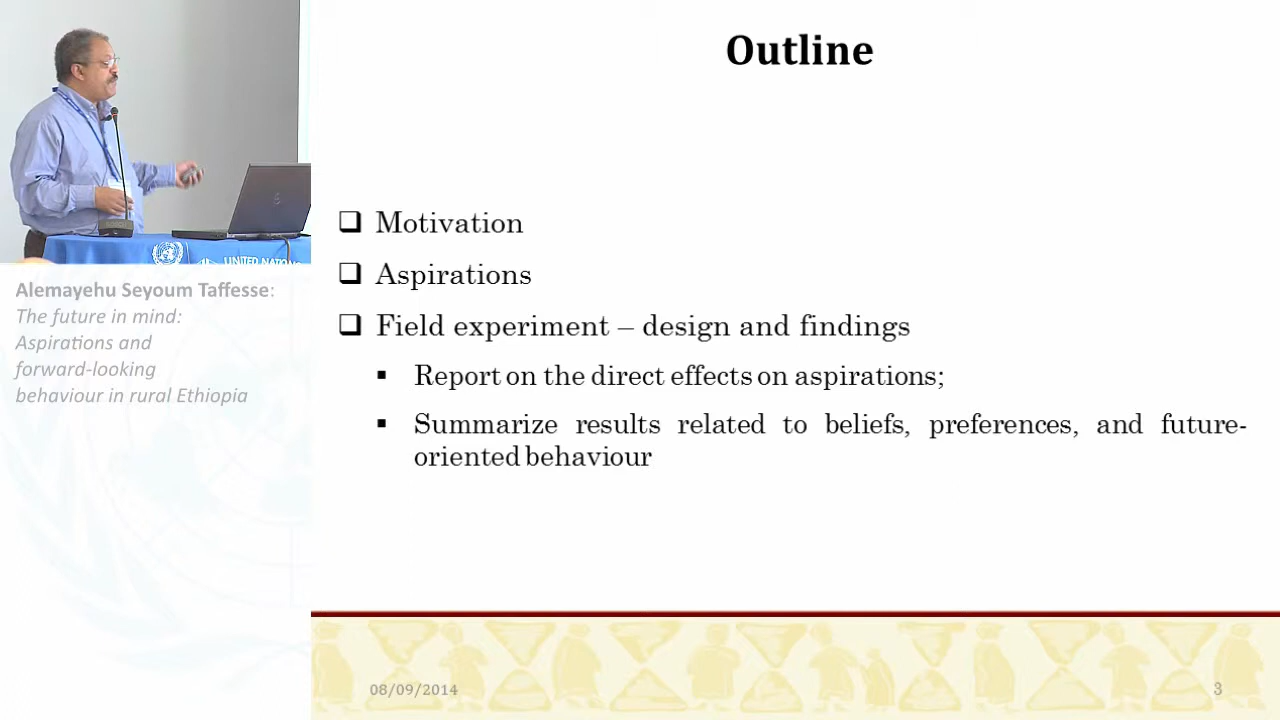 Outline
Motivation
Aspirations
Field experiment – design and findings
Report on the direct effects on aspirations;
Summarize results related to beliefs, preferences, and future-
oriented behaviour
UNITED NATIONS
Alemayehu Seyoum Taffesse:
The future in mind:
Aspirations and
forward-looking
behaviour in rural Ethiopia
08/09/2014
3